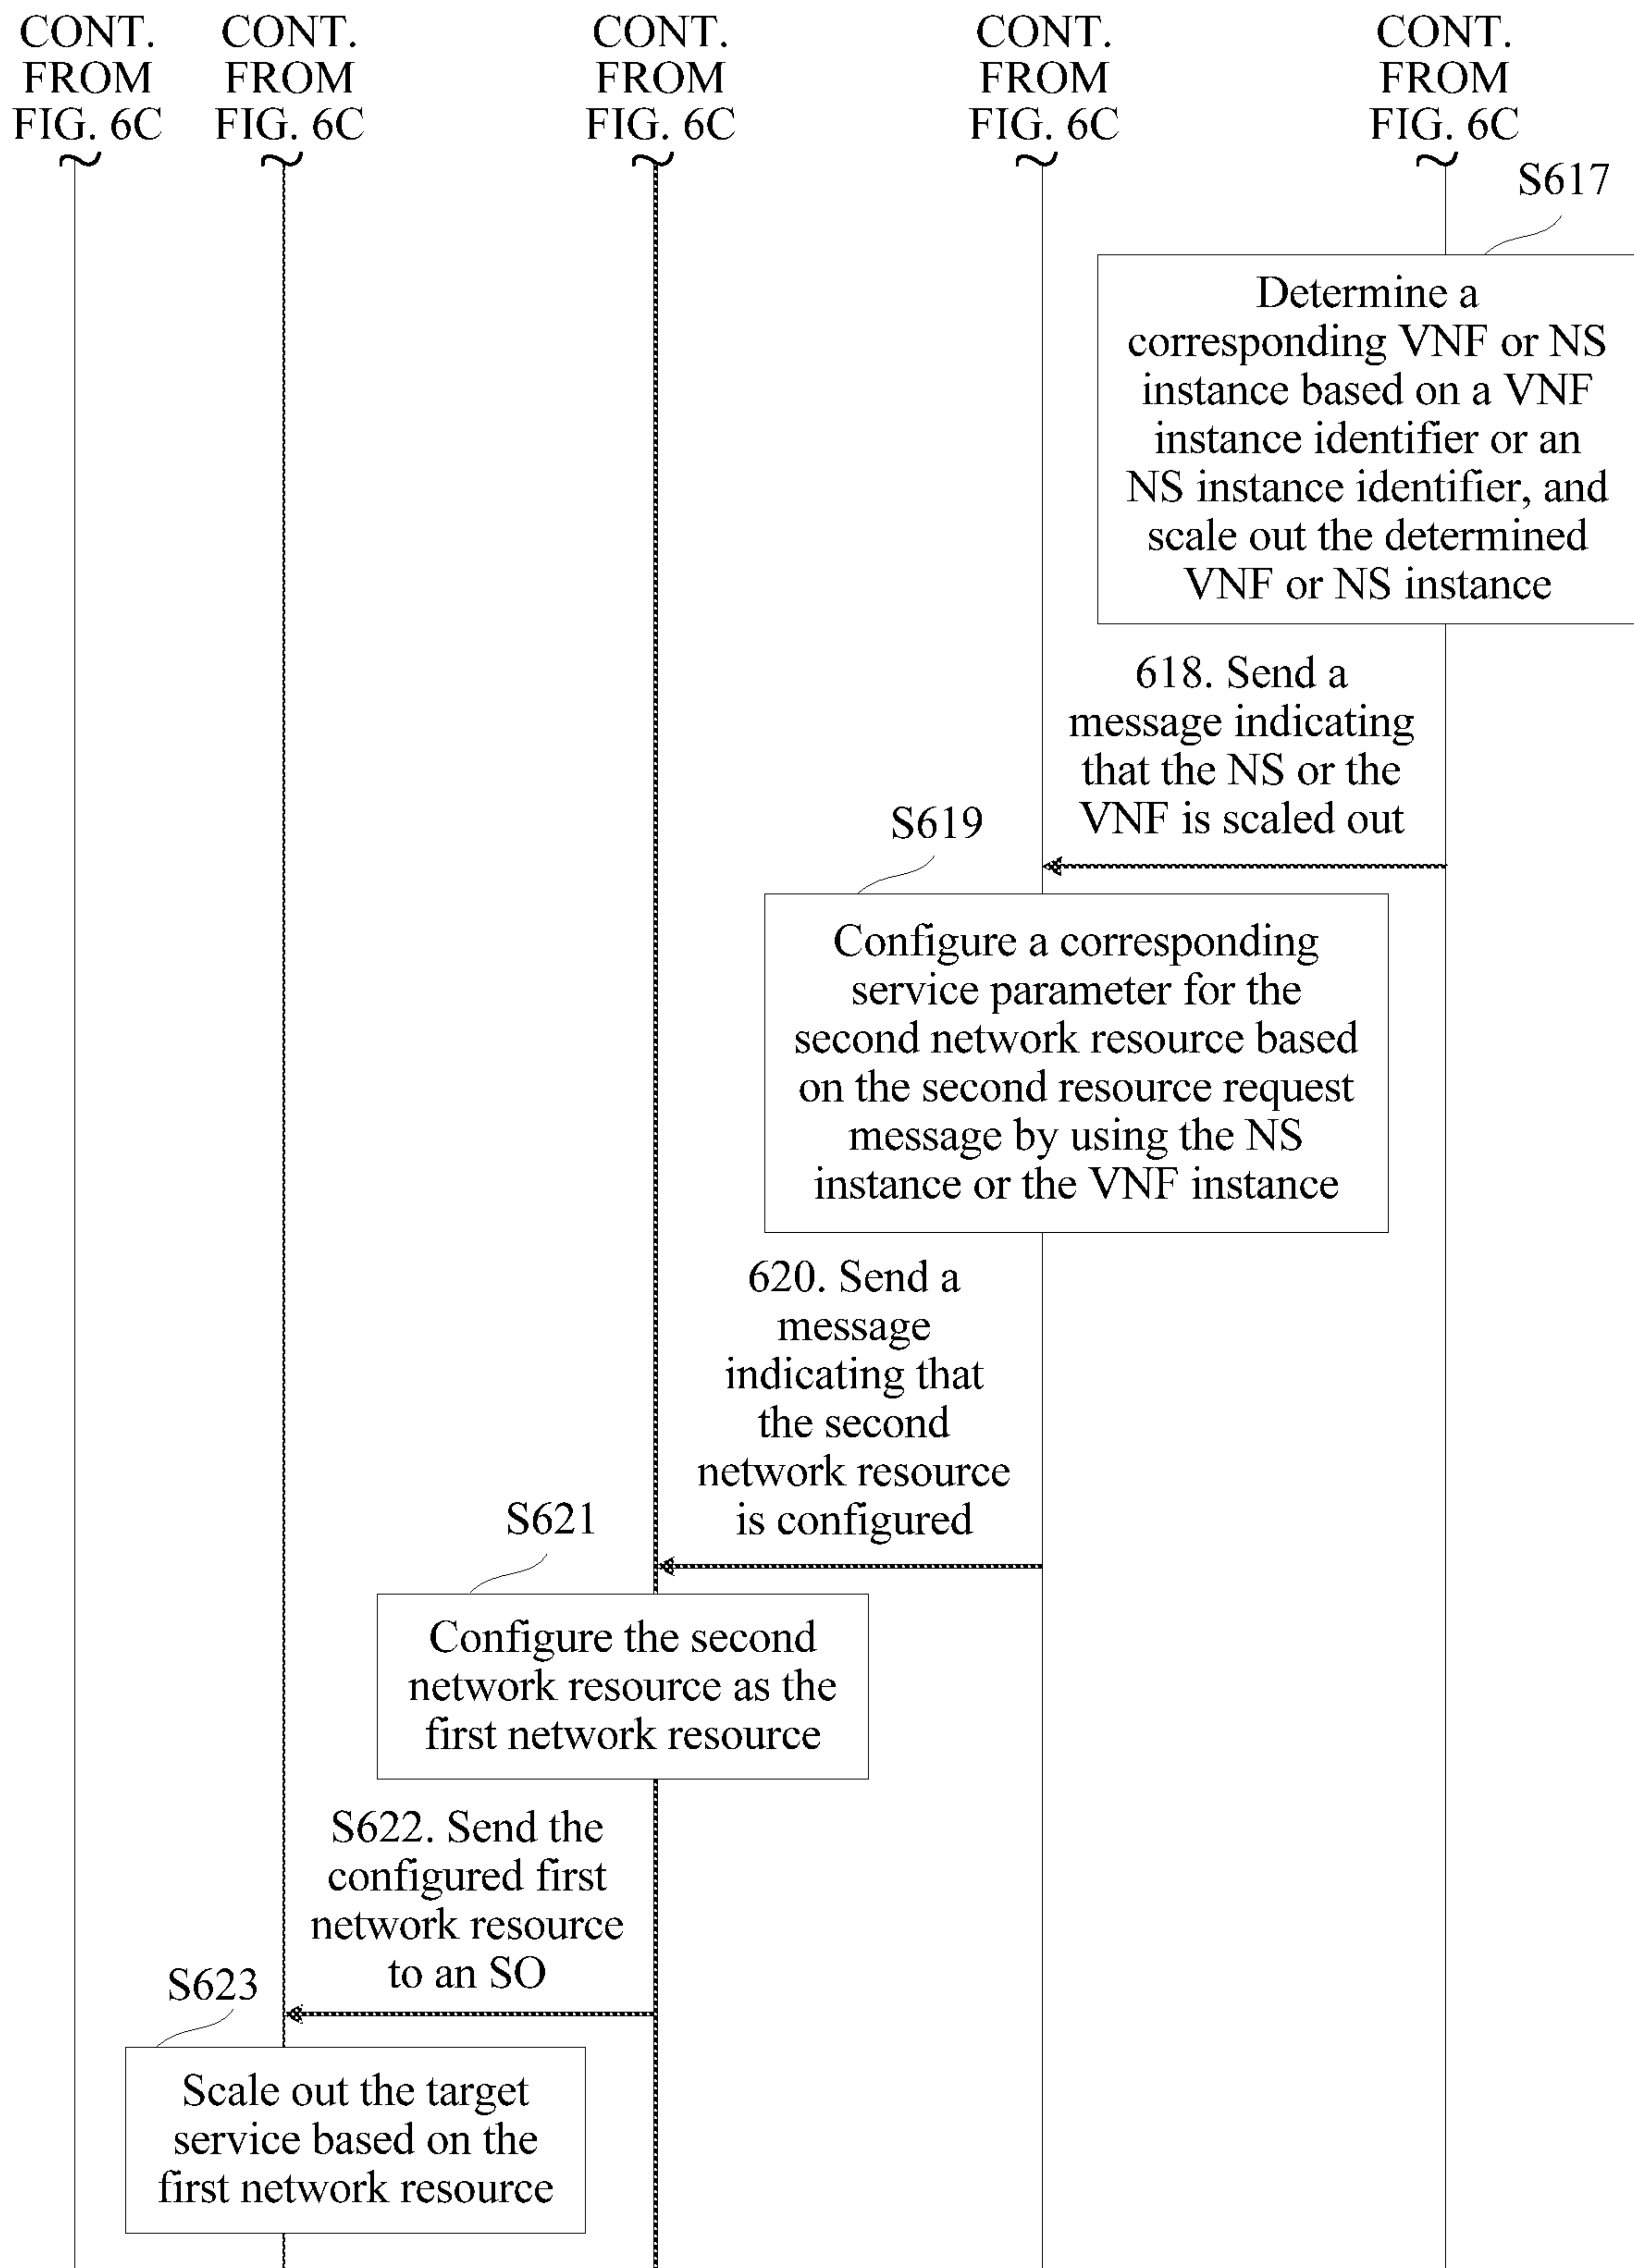 CONT. CONT. CONT. CONT. CONT.
FROM FROM FROM FROM FROM
FIG. 6C FIG. 6C FIG. 6C FIG. 6C FIG. 6C
S617
Determine a
corresponding VNF or NS
instance based on a VNF
instance identifier or an
NS instance identifier, and
scale out the determined
VNF or NS instance
618. Send a
message indicating
that the NS or the
VNF is scaled out
S619
Configure a corresponding
service parameter for the
second network resource based
on the second resource request
message by using the NS
instance or the VNF instance
620. Send a
message
indicating that
the second
network resource
is configured
S621
Configure the second
network resource as the
first network resource
S622. Send the
configured first
network resource
to an SO
S623
Scale out the target
service based on the
first network resource